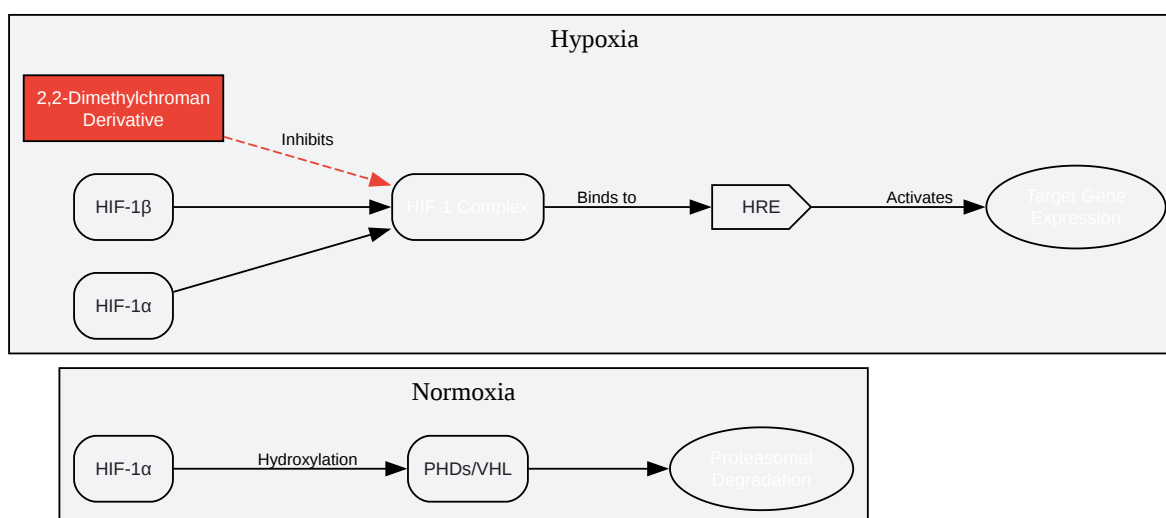 Hypoxia
2,2-Dimethylchroman
Derivative
Inhibits
HIF-1β
HIF-1 Complex
Binds to
HRE
Activates
Target Gene
Expression
HIF-1α
Normoxia
HIF-1α
Hydroxylation
PHDs/VHL
Proteasomal
Degradation